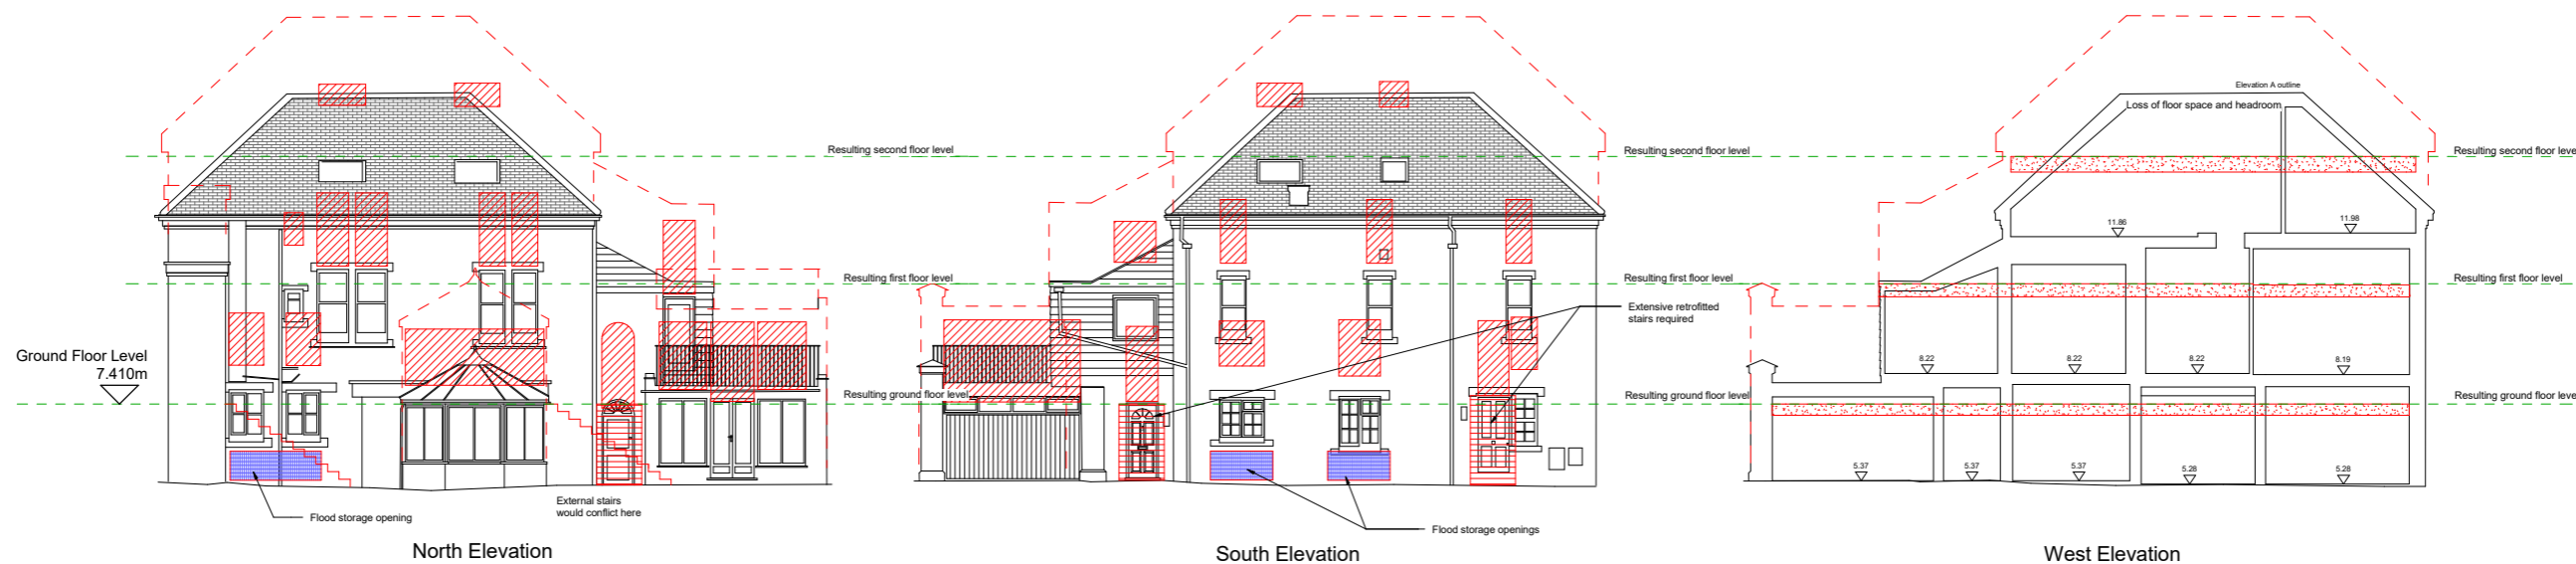 Elevation A outline
Loss of floor space and headroom
Resulting second floor level
Resulting second floor level
Resulting second floor level
11.86
11.98
Resulting first floor level
Resulting first floor level
Resulting first floor level
Extensive retrofitted
stairs required
Ground Floor Level
7.410m
8.22
8.22
8.22
8.19
Resulting ground floor level
Resulting ground floor level
Resulting ground floor level
5.37
5.37
5.37
5.28
5.28
External stairs
would conflict here
Flood storage opening
Flood storage openings
North Elevation
South Elevation
West Elevation